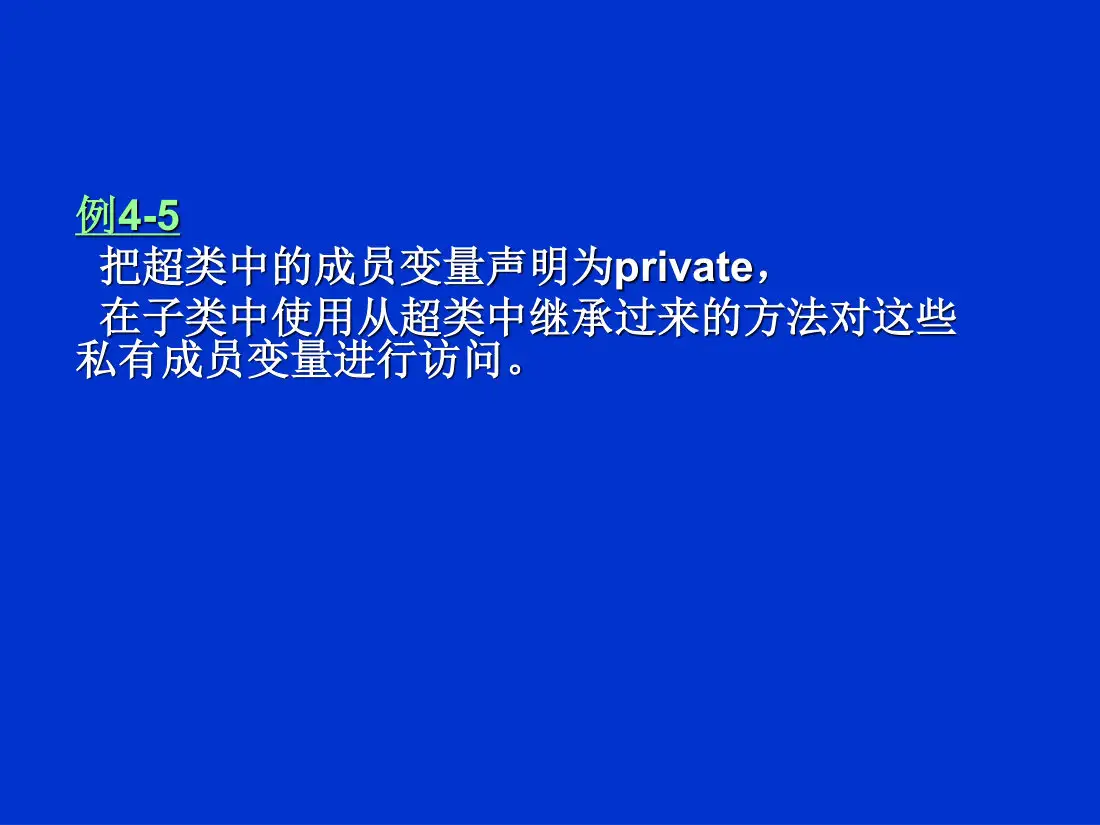 例4-5
把超类中的成员变量声明为private，
在子类中使用从超类中继承过来的方法对这些
私有成员变量进行访问。